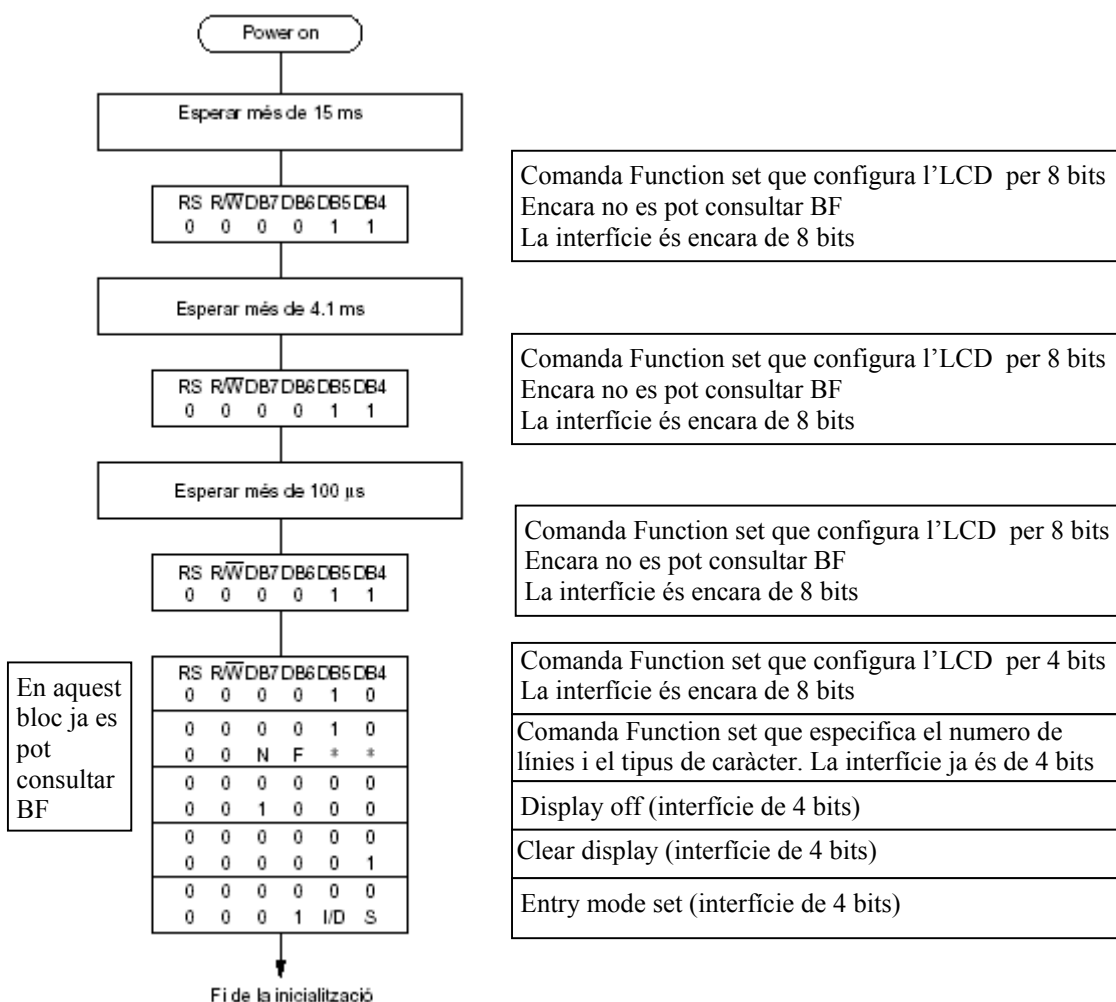 Power on
Esperar més de 15 ms
RS R/W DB7 DB6 DB5 DB4
0 0 0 0 1 1
Comanda Function set que configura l'LCD per 8 bits
Encara no es pot consultar BF
La interfície és encara de 8 bits
Esperar més de 4.1 ms
RS R/W DB7 DB6 DB5 DB4
0 0 0 0 1 1
Comanda Function set que configura l'LCD per 8 bits
Encara no es pot consultar BF
La interfície és encara de 8 bits
Esperar més de 100 µs
RS R/W DB7 DB6 DB5 DB4
0 0 0 0 1 1
Comanda Function set que configura l'LCD per 8 bits
Encara no es pot consultar BF
La interfície és encara de 8 bits
En aquest
bloc ja es
pot
consultar
BF
RS R/W DB7 DB6 DB5 DB4
0 0 0 0 1 0
0 0 0 0 1 0
0 0 N F * *
0 0 0 0 0 0
0 0 1 0 0 0
0 0 0 0 0 0
0 0 0 0 0 1
0 0 0 0 0 0
0 0 0 1 I/D S
Comanda Function set que configura l'LCD per 4 bits
La interfície és encara de 8 bits
Comanda Function set que especifica el numero de
línies i el tipus de caràcter. La interfície ja és de 4 bits
Display off (interfície de 4 bits)
Clear display (interfície de 4 bits)
Entry mode set (interfície de 4 bits)
Fi de la inicialització